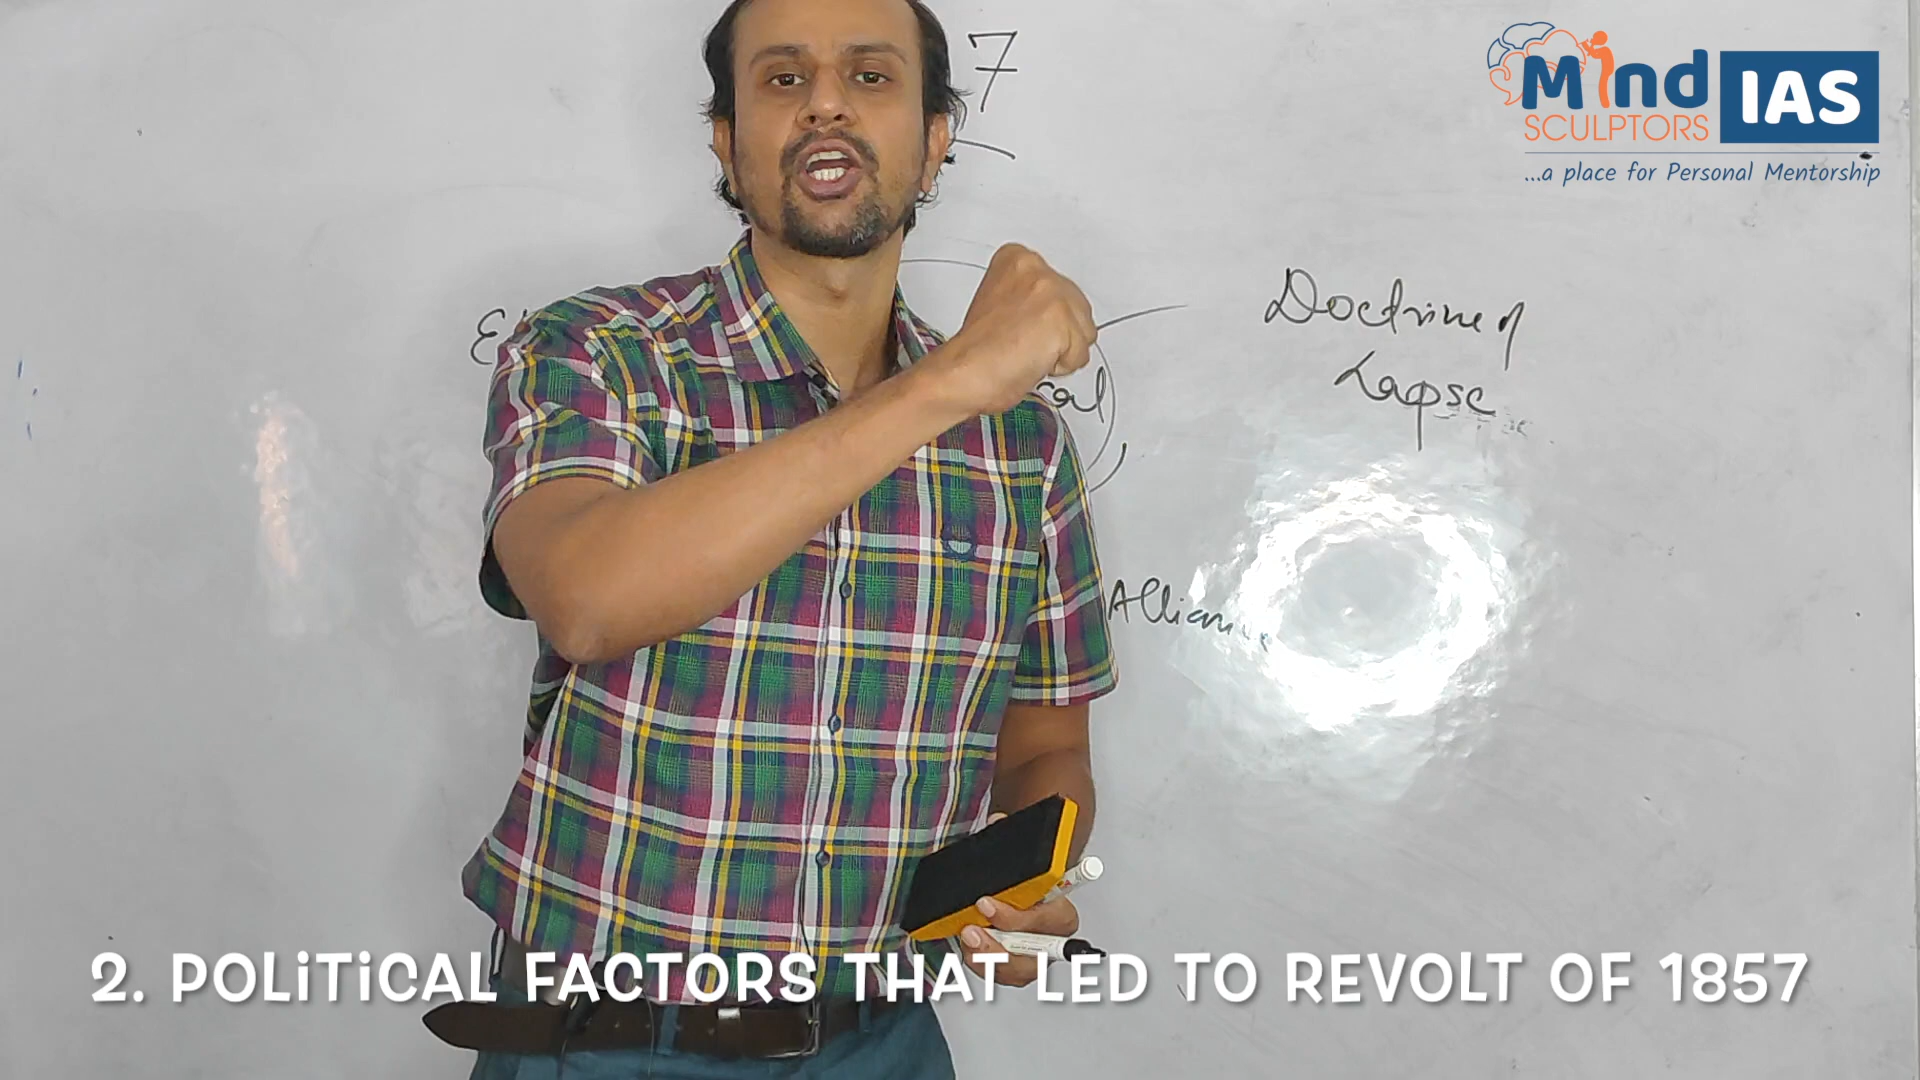 7
Mind
SCULPTORS
IAS
...a place for Personal Mentorship
Doctrine of
Lapse
2. POLITICAL FACTORS THAT LED TO REVOLT OF 1857